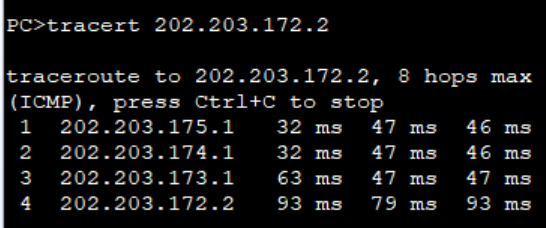 PC>tracert 202.203.172.2
traceroute to 202.203.172.2, 8 hops max
(ICMP), press Ctrl+C to stop
1 202.203.175.1 32 ms 47 ms 46 ms
2 202.203.174.1 32 ms 47 ms 46 ms
3 202.203.173.1 63 ms 47 ms 47 ms
4 202.203.172.2 93 ms 79 ms 93 ms